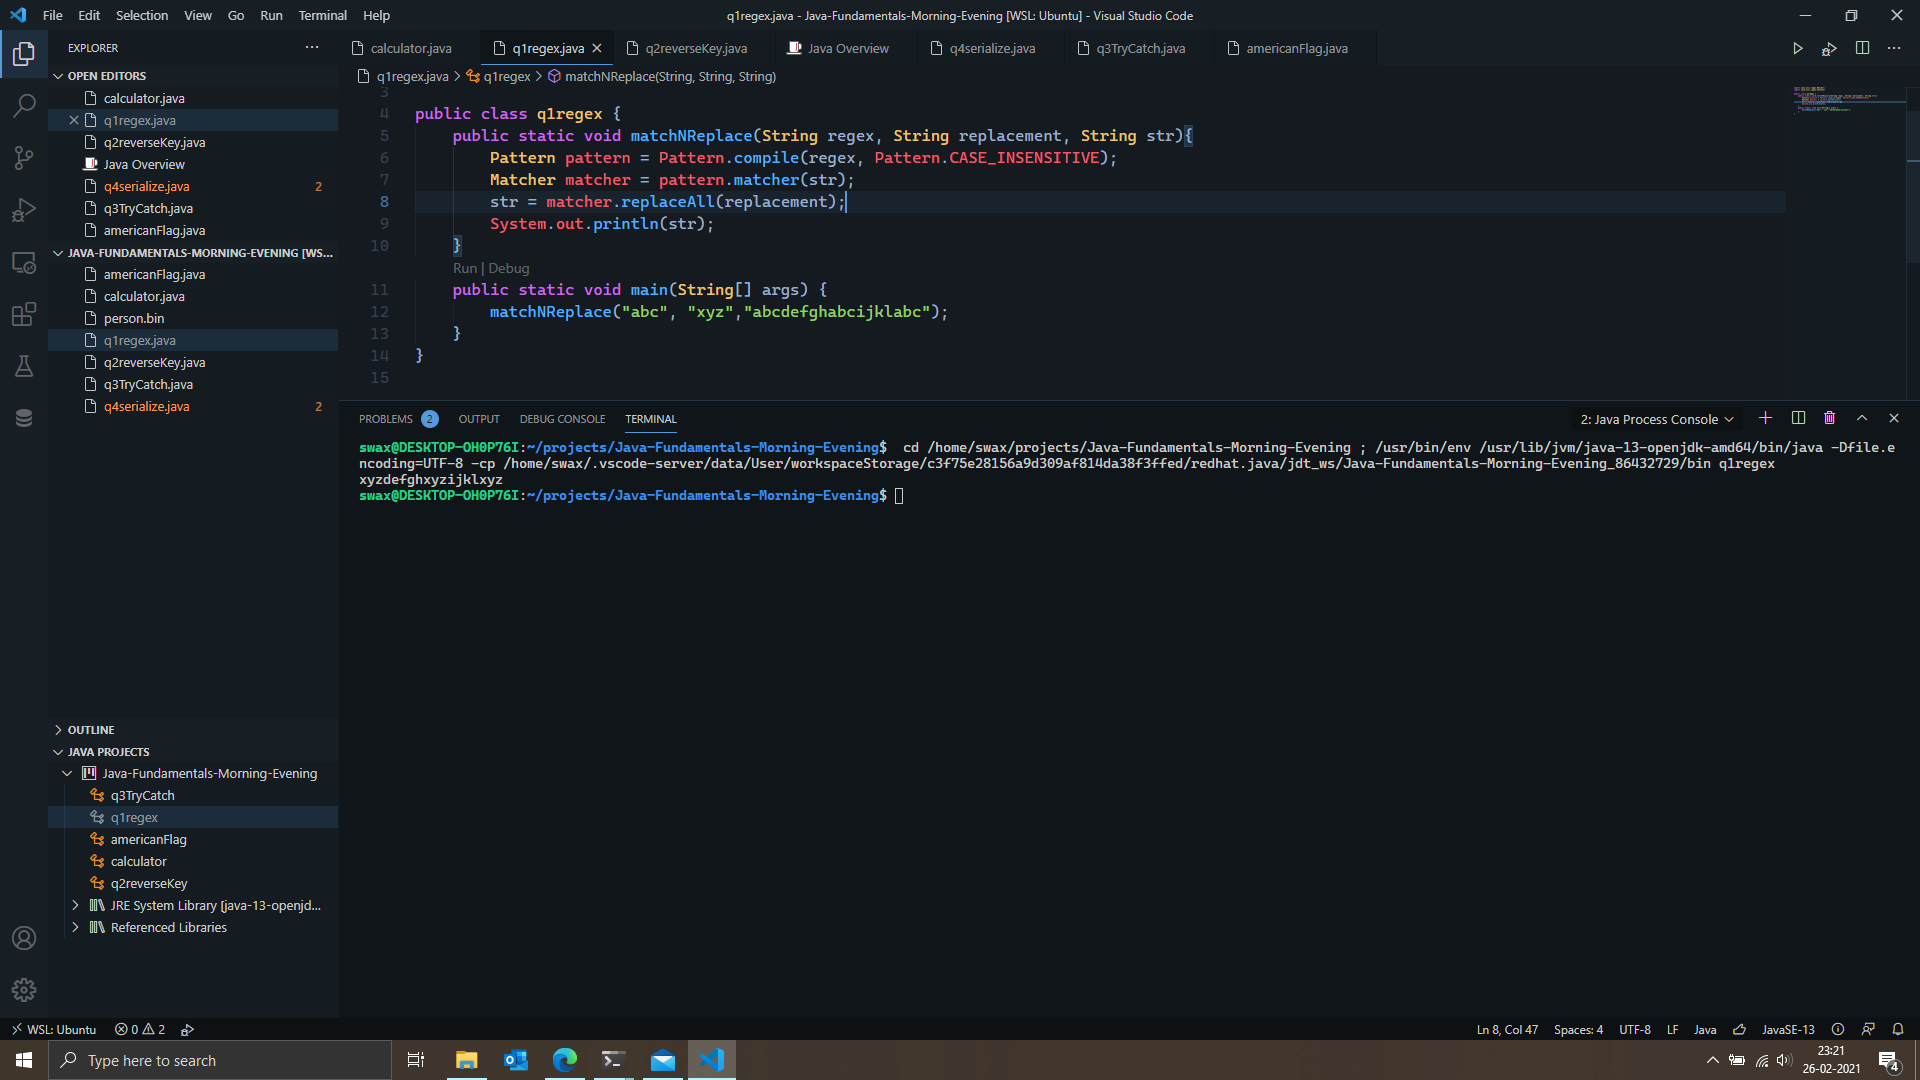 File Edit Selection View Go Run Terminal Help
q1regex.java - Java-Fundamentals-Morning-Evening [WSL: Ubuntu] - Visual Studio Code
EXPLORER
OPEN EDITORS
calculator.java
q1regex.java
q2reverseKey.java
Java Overview
q4serialize.java 2
q3TryCatch.java
americanFlag.java
JAVA-FUNDAMENTALS-MORNING-EVENING [WS...
americanFlag.java
calculator.java
person.bin
q1regex.java
q2reverseKey.java
q3TryCatch.java
q4serialize.java 2
OUTLINE
JAVA PROJECTS
Java-Fundamentals-Morning-Evening
q3TryCatch
q1regex
americanFlag
calculator
q2reverseKey
JRE System Library [java-13-openjd...
Referenced Libraries
calculator.java q1regex.java q2reverseKey.java Java Overview q4serialize.java q3TryCatch.java americanFlag.java
q1regex.java > q1regex > matchNReplace(String, String, String)
3
4 public class q1regex {
5 public static void matchNReplace(String regex, String replacement, String str){
6 Pattern pattern = Pattern.compile(regex, Pattern.CASE_INSENSITIVE);
7 Matcher matcher = pattern.matcher(str);
8 str = matcher.replaceAll(replacement);
9 System.out.println(str);
10 }
Run | Debug
11 public static void main(String[] args) {
12 matchNReplace("abc", "xyz","abcdefghabcijklabc");
13 }
14 }
15
PROBLEMS 2 OUTPUT DEBUG CONSOLE TERMINAL
2: Java Process Console
swax@DESKTOP-OH0P76I:~/projects/Java-Fundamentals-Morning-Evening$ cd /home/swax/projects/Java-Fundamentals-Morning-Evening ; /usr/bin/env /usr/lib/jvm/java-13-openjdk-amd64/bin/java -Dfile.e
ncoding=UTF-8 -cp /home/swax/.vscode-server/data/User/workspaceStorage/c3f75e28156a9d309af814da38f3ffed/redhat.java/jdt_ws/Java-Fundamentals-Morning-Evening_86432729/bin q1regex
xyzdefghxyzijklxyz
swax@DESKTOP-OH0P76I:~/projects/Java-Fundamentals-Morning-Evening$
WSL: Ubuntu 0 2
Ln 8, Col 47 Spaces: 4 UTF-8 LF Java JavaSE-13
Type here to search
23:21
26-02-2021
4